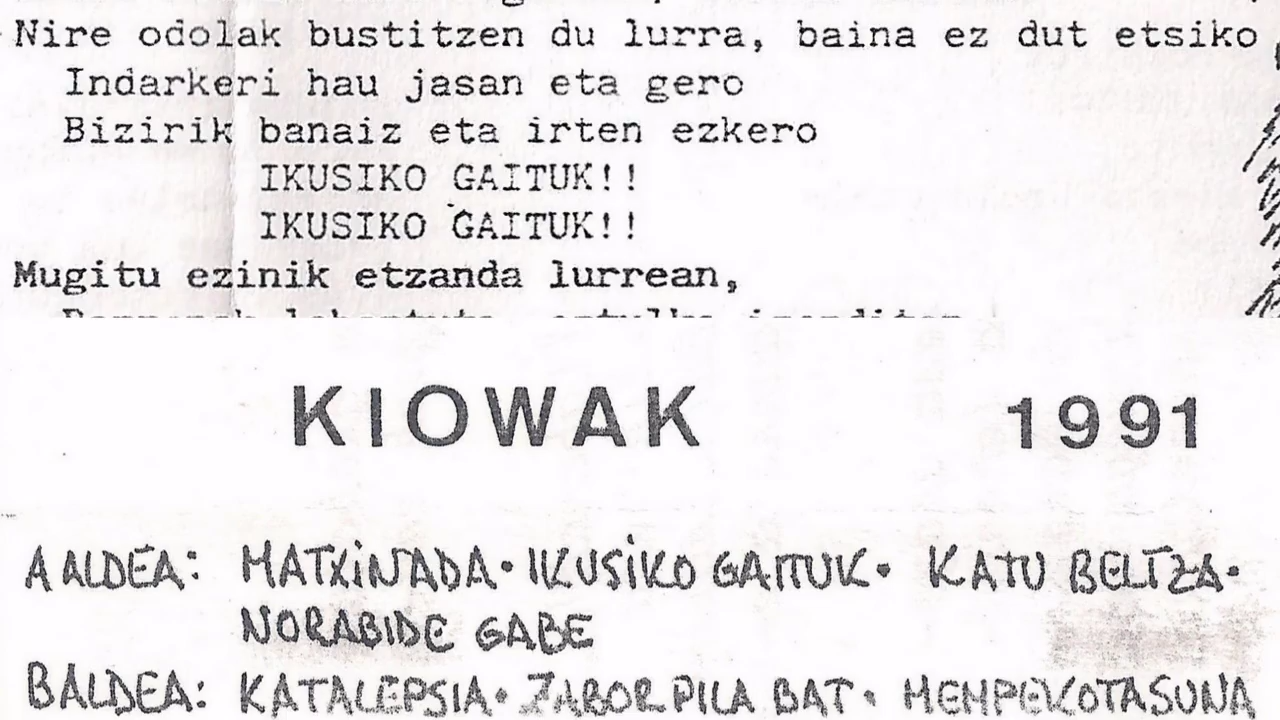 Nire odolak bustitzen du lurra, baina ez dut etsiko
Indarkeri hau jasan eta gero
Bizirik banaiz eta irten ezkero
IKUSIKO GAITUK!!
IKUSIKO GAITUK!!
Mugitu ezinik etzanda lurrean,
KIOWAK 1991
A ALDEA: MATXiNADA • IKUSiKO GAITUK • KATU BELTZA •
NORABIDE GABE
B ALDEA: KATALEPSIA • ZABOR PILA BAT • MENPEKOTASUNA